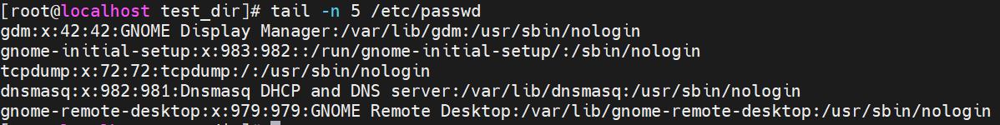 [root@localhost test_dir]# tail -n 5 /etc/passwd
gdm:x:42:42:GNOME Display Manager:/var/lib/gdm:/usr/sbin/nologin
gnome-initial-setup:x:983:982::/run/gnome-initial-setup/:/sbin/nologin
tcpdump:x:72:72:tcpdump:/:/usr/sbin/nologin
dnsmasq:x:982:981:Dnsmasq DHCP and DNS server:/var/lib/dnsmasq:/usr/sbin/nologin
gnome-remote-desktop:x:979:979:GNOME Remote Desktop:/var/lib/gnome-remote-desktop:/usr/sbin/nologin